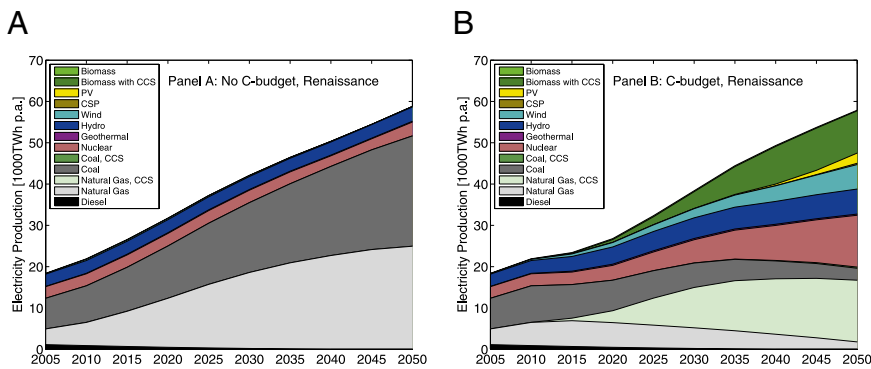 A
Electricity Production [1000TWh p.a.]
70
60
50
40
30
20
10
0
Panel A: No C-budget, Renaissance
Biomass
Biomass with CCS
PV
CSP
Wind
Hydro
Geothermal
Nuclear
Coal, CCS
Coal
Natural Gas, CCS
Natural Gas
Diesel
2005 2010 2015 2020 2025 2030 2035 2040 2045 2050
B
Electricity Production [1000TWh p.a.]
70
60
50
40
30
20
10
0
Panel B: C-budget, Renaissance
Biomass
Biomass with CCS
PV
CSP
Wind
Hydro
Geothermal
Nuclear
Coal, CCS
Coal
Natural Gas, CCS
Natural Gas
Diesel
2005 2010 2015 2020 2025 2030 2035 2040 2045 2050